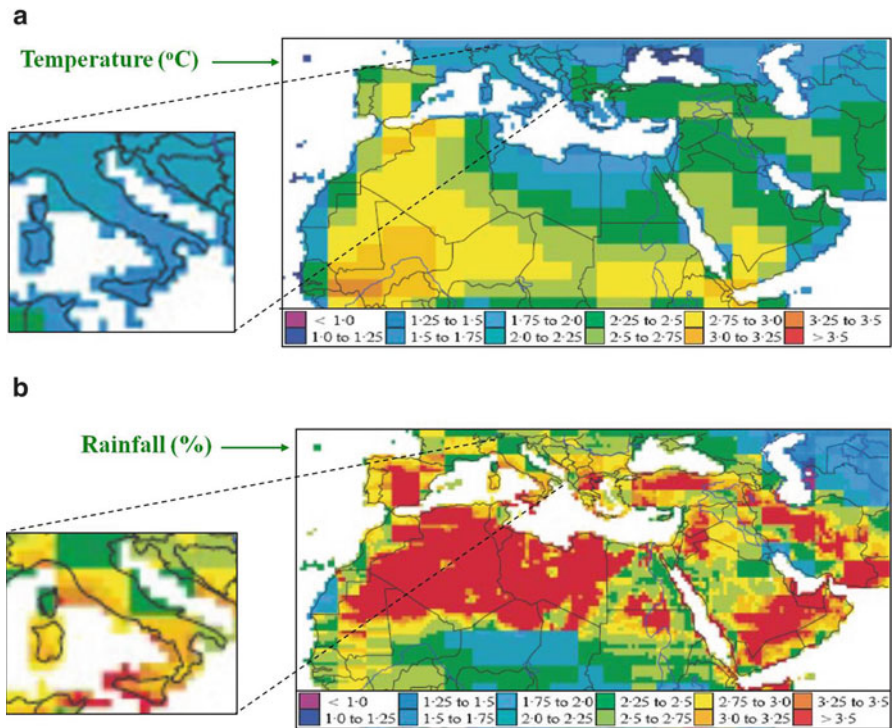 a
Temperature (°C)
< 1·0 1·25 to 1·5 1·75 to 2·0 2·25 to 2·5 2·75 to 3·0 3·25 to 3·5
1·0 to 1·25 1·5 to 1·75 2·0 to 2·25 2·5 to 2·75 3·0 to 3·25 > 3·5
b
Rainfall (%)
< 1·0 1·25 to 1·5 1·75 to 2·0 2·25 to 2·5 2·75 to 3·0 3·25 to 3·5
1·0 to 1·25 1·5 to 1·75 2·0 to 2·25 2·5 to 2·75 3·0 to 3·25 > 3·5